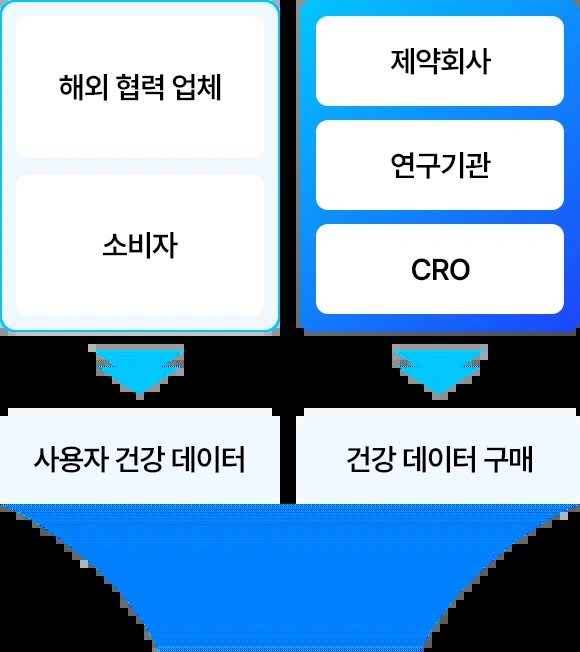 해외 협력 업체
소비자
제약회사
연구기관
CRO
사용자 건강 데이터
건강 데이터 구매